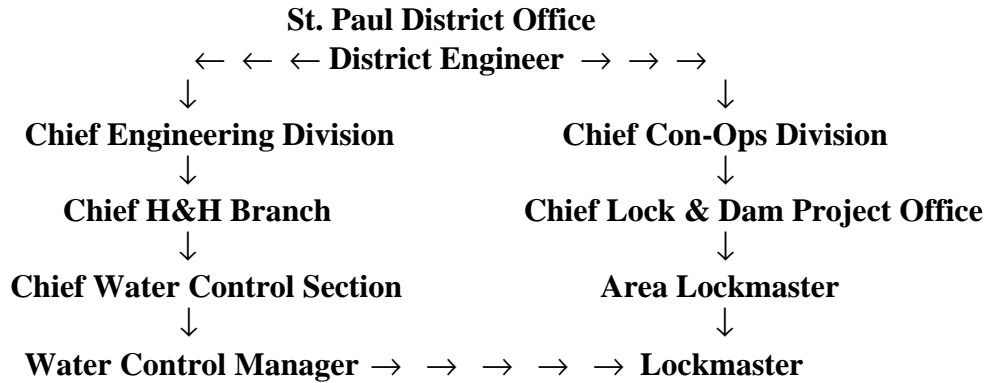 St. Paul District Office
← ← ← District Engineer → → →
↓ ↓
Chief Engineering Division Chief Con-Ops Division
↓ ↓
Chief H&H Branch Chief Lock & Dam Project Office
↓ ↓
Chief Water Control Section Area Lockmaster
↓ ↓
Water Control Manager → → → → → Lockmaster